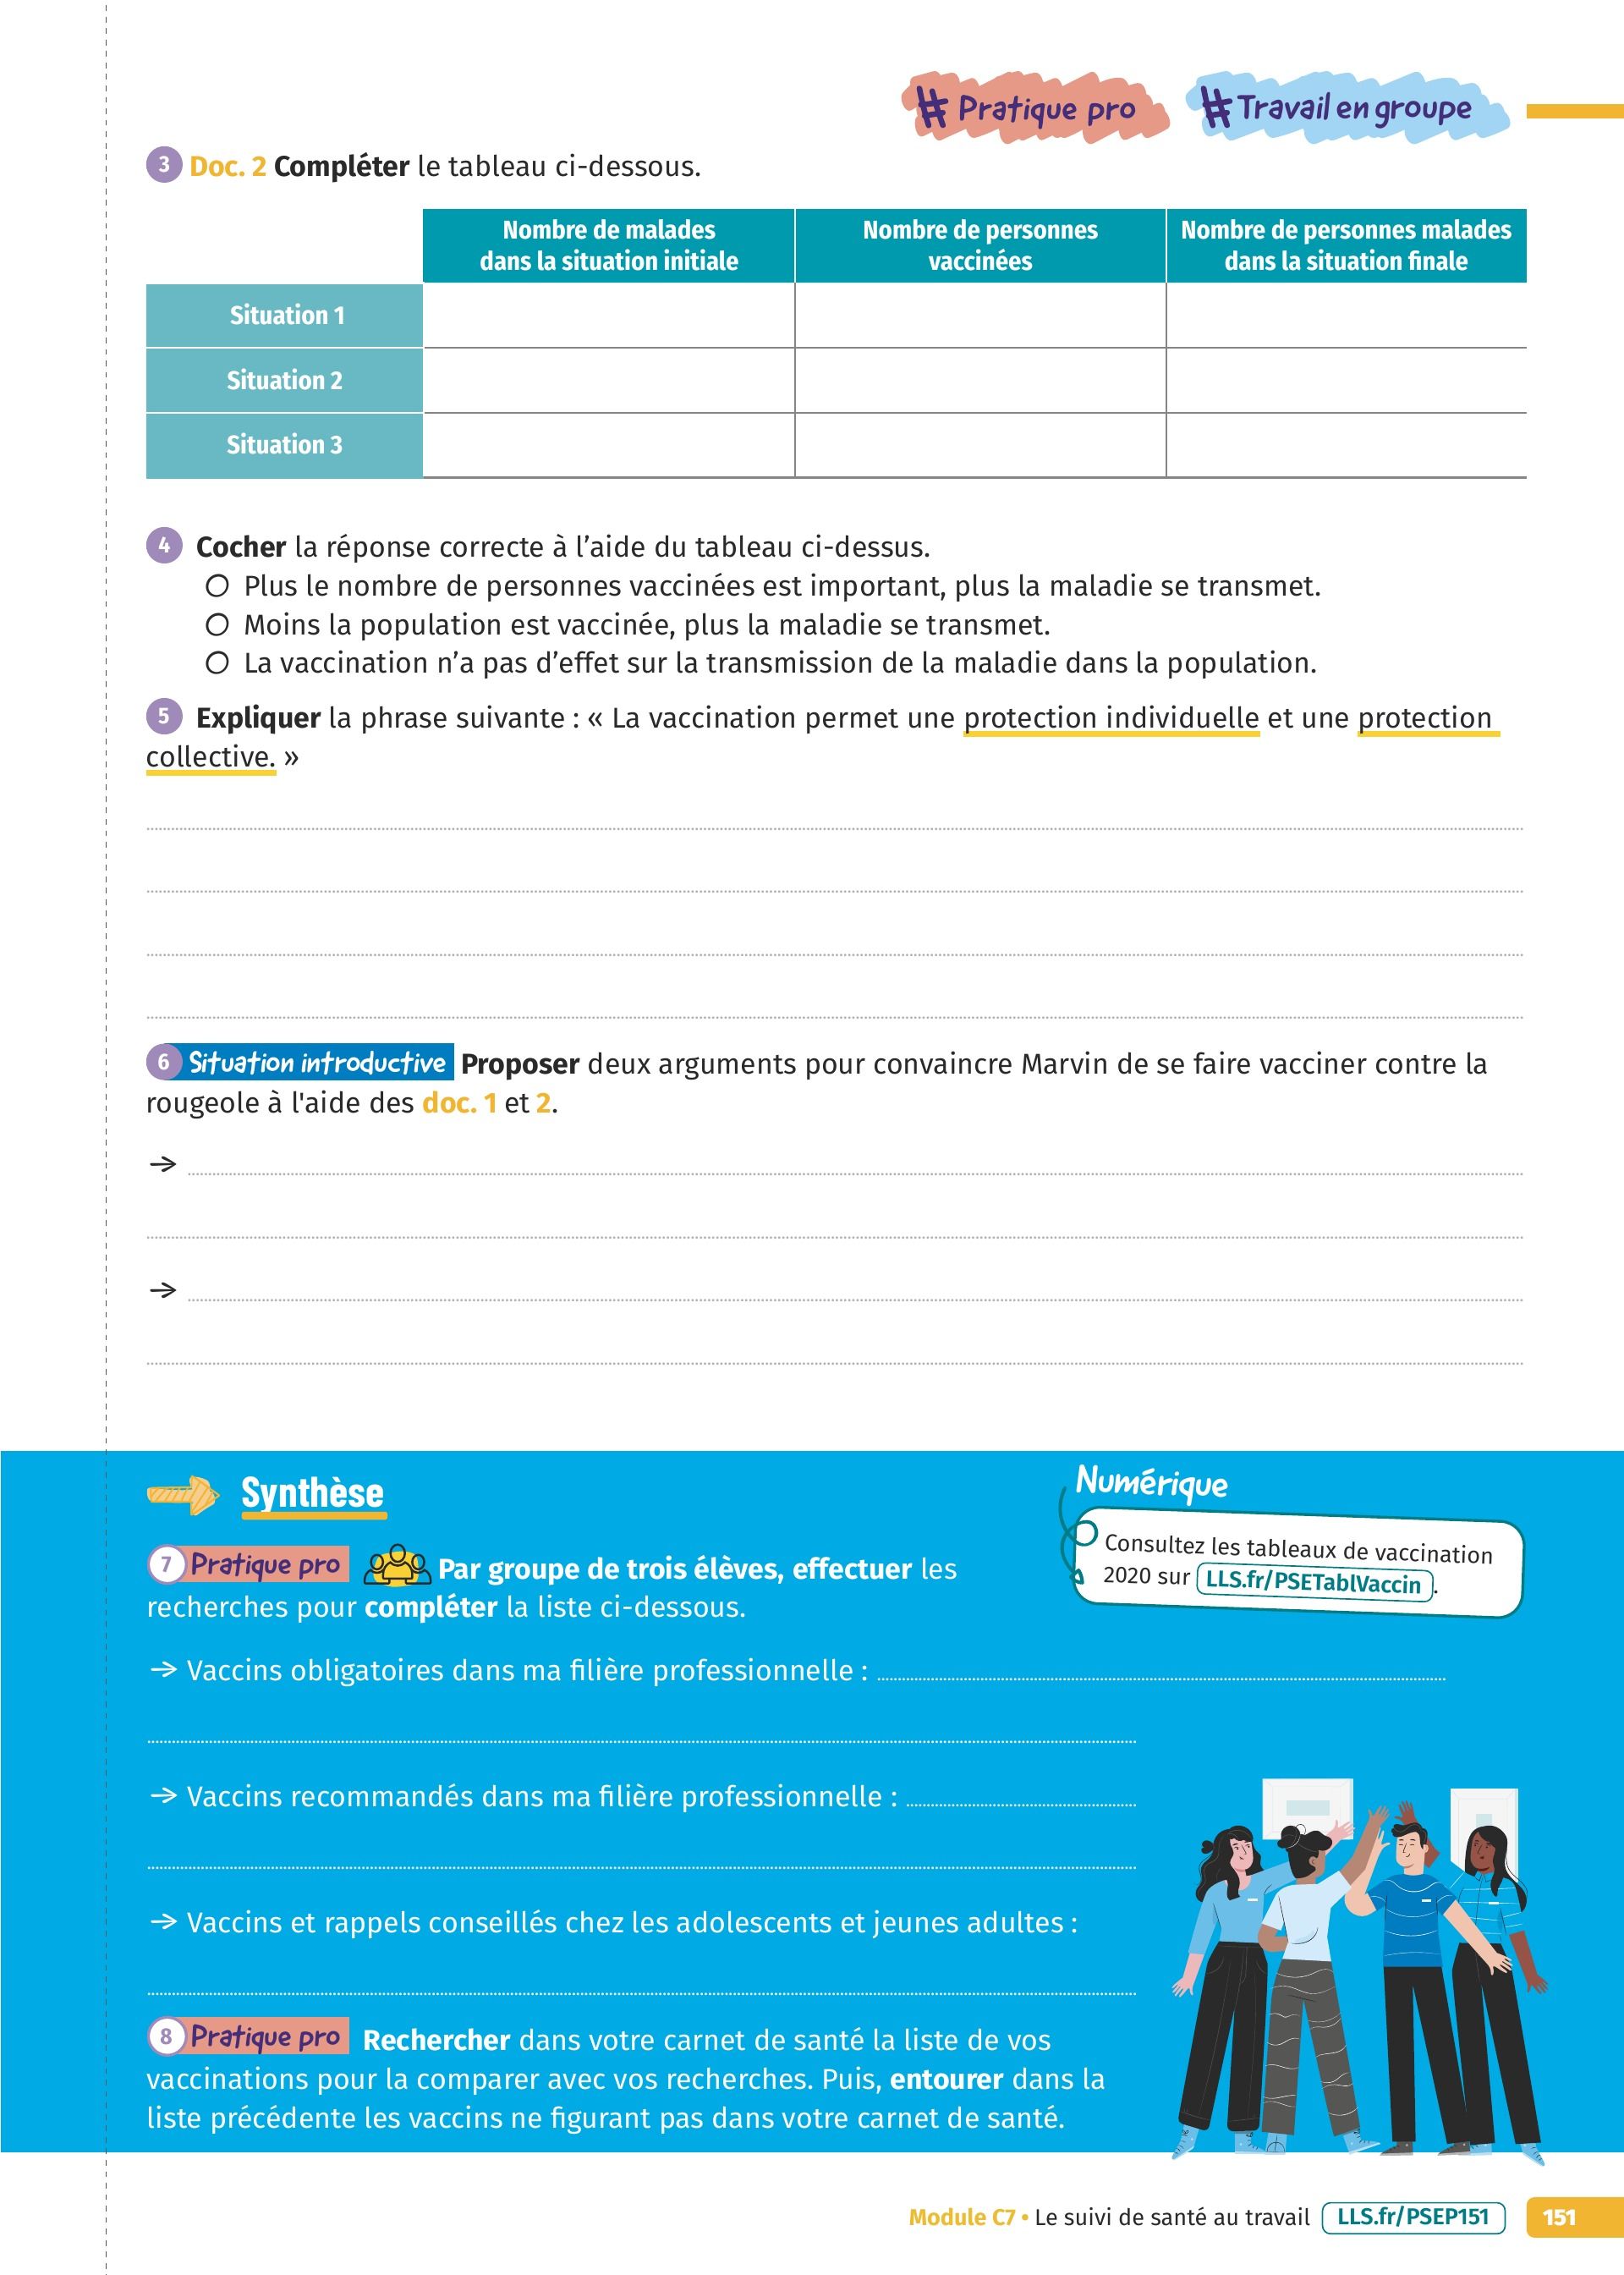 # Pratique pro # Travail en groupe
3 Doc. 2 Compléter le tableau ci-dessous.
Nombre de malades dans la situation initiale
Nombre de personnes vaccinées
Nombre de personnes malades dans la situation finale
Situation 1
Situation 2
Situation 3
4 Cocher la réponse correcte à l’aide du tableau ci-dessus.
O Plus le nombre de personnes vaccinées est important, plus la maladie se transmet.
O Moins la population est vaccinée, plus la maladie se transmet.
O La vaccination n’a pas d’effet sur la transmission de la maladie dans la population.
5 Expliquer la phrase suivante : « La vaccination permet une protection individuelle et une protection
collective. »
6 Situation introductive Proposer deux arguments pour convaincre Marvin de se faire vacciner contre la
rougeole à l'aide des doc. 1 et 2.
→
→
Synthèse
Numérique
Consultez les tableaux de vaccination
2020 sur LLS.fr/PSETablVaccin.
7 Pratique pro Par groupe de trois élèves, effectuer les
recherches pour compléter la liste ci-dessous.
→ Vaccins obligatoires dans ma filière professionnelle :
→ Vaccins recommandés dans ma filière professionnelle :
→ Vaccins et rappels conseillés chez les adolescents et jeunes adultes :
8 Pratique pro Rechercher dans votre carnet de santé la liste de vos
vaccinations pour la comparer avec vos recherches. Puis, entourer dans la
liste précédente les vaccins ne figurant pas dans votre carnet de santé.
Module C7 • Le suivi de santé au travail LLS.fr/PSEP151 151